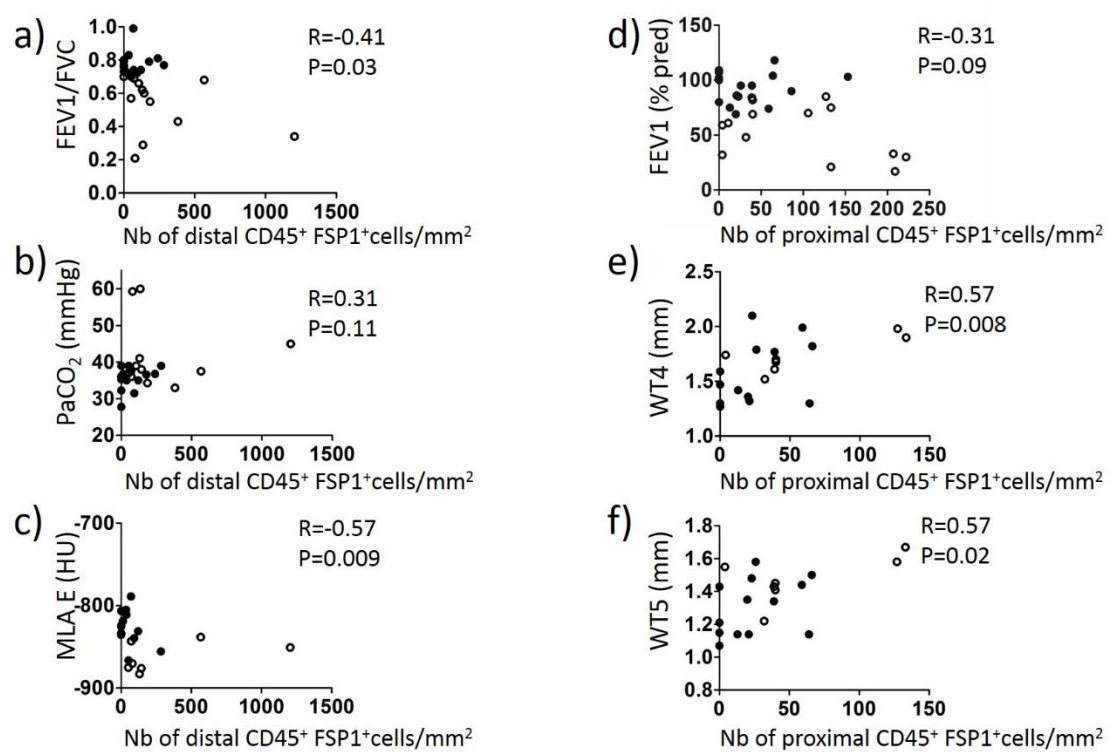 a)
R=-0.41
P=0.03
FEV1/FVC
1.0
0.8
0.6
0.4
0.2
0.0
0 500 1000 1500
Nb of distal CD45⁺ FSP1⁺cells/mm²
b)
R=0.31
P=0.11
PaCO₂ (mmHg)
60
50
40
30
20
0 500 1000 1500
Nb of distal CD45⁺ FSP1⁺cells/mm²
c)
R=-0.57
P=0.009
MLA E (HU)
-700
-800
-900
0 500 1000 1500
Nb of distal CD45⁺ FSP1⁺cells/mm²
d)
R=-0.31
P=0.09
FEV1 (% pred)
150
100
50
0
0 50 100 150 200 250
Nb of proximal CD45⁺ FSP1⁺cells/mm²
e)
R=0.57
P=0.008
WT4 (mm)
2.5
2.0
1.5
1.0
0 50 100 150
Nb of proximal CD45⁺ FSP1⁺cells/mm²
f)
R=0.57
P=0.02
WT5 (mm)
1.8
1.6
1.4
1.2
1.0
0.8
0 50 100 150
Nb of proximal CD45⁺ FSP1⁺cells/mm²